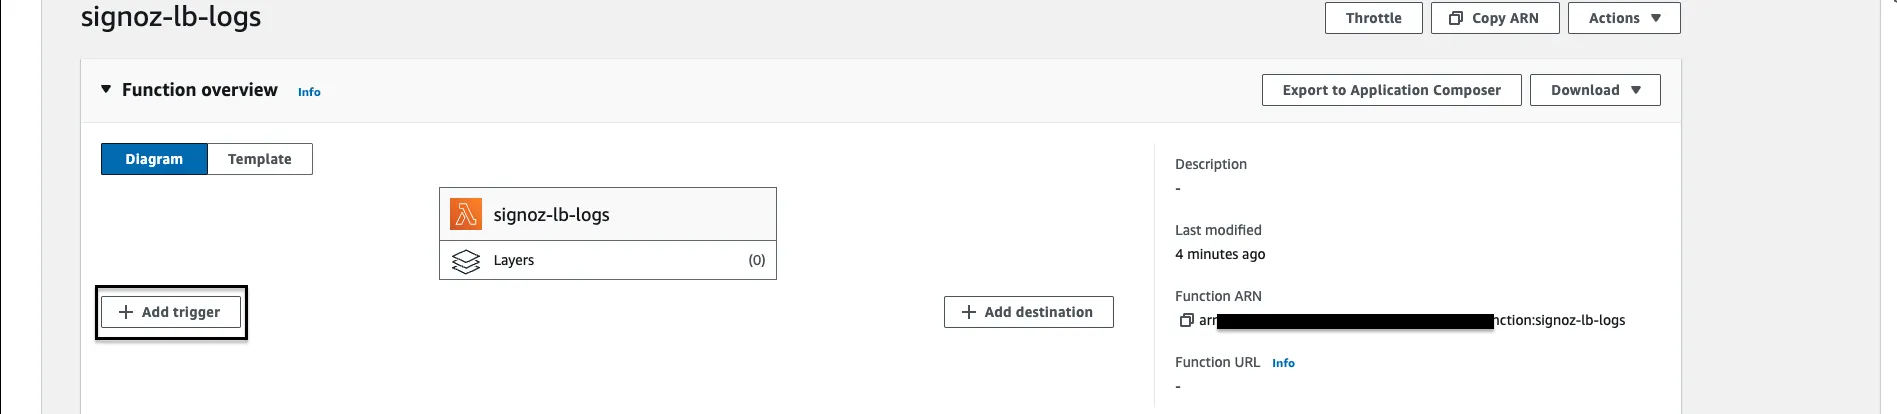 signoz-lb-logs
Throttle
Copy ARN
Actions
Function overview
Info
Export to Application Composer
Download
Diagram
Template
signoz-lb-logs
Layers
(0)
+ Add trigger
+ Add destination
Description
-
Last modified
4 minutes ago
Function ARN
arn nction:signoz-lb-logs
Function URL Info
-